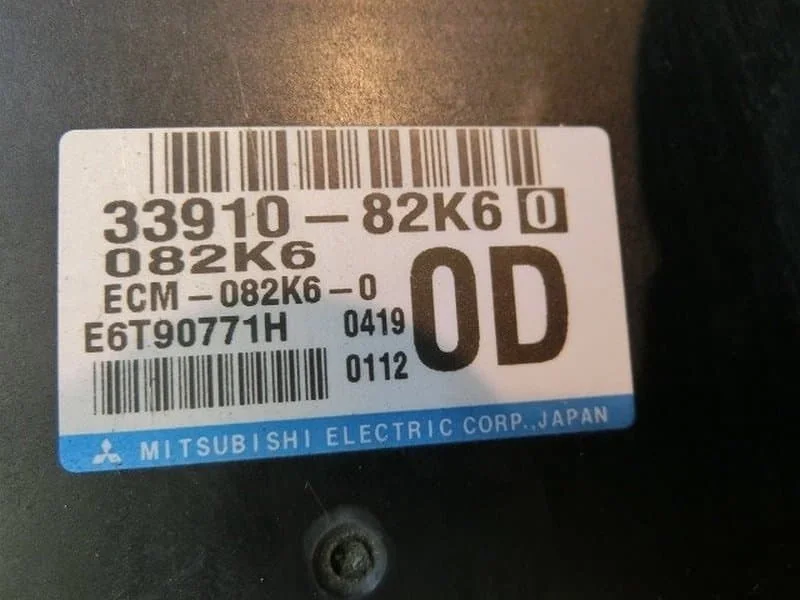 33910-82K6 0
082K6
ECM-082K6-0
E6T90771H 0419
0112
0D
MITSUBISHI ELECTRIC CORP., JAPAN